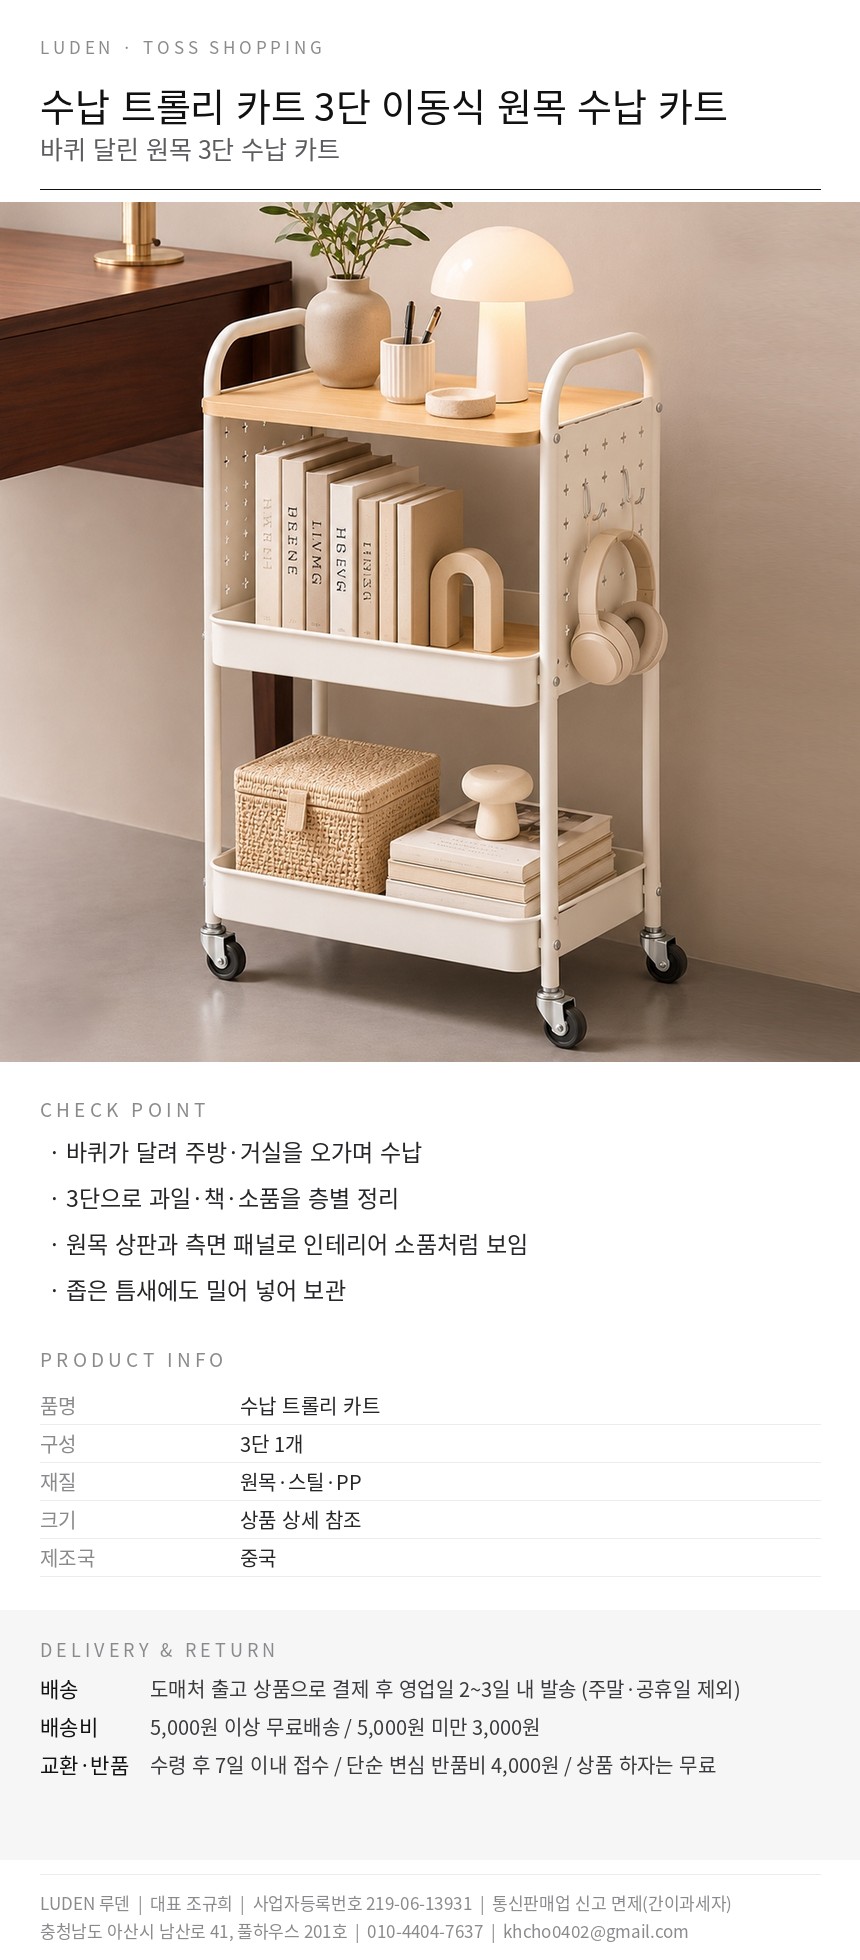 LUDEN · TOSS SHOPPING
수납 트롤리 카트 3단 이동식 원목 수납 카트
바퀴 달린 원목 3단 수납 카트
CHECK POINT
· 바퀴가 달려 주방·거실을 오가며 수납
· 3단으로 과일·책·소품을 층별 정리
· 원목 상판과 측면 패널로 인테리어 소품처럼 보임
· 좁은 틈새에도 밀어 넣어 보관
PRODUCT INFO
품명 수납 트롤리 카트
구성 3단 1개
재질 원목·스틸·PP
크기 상품 상세 참조
제조국 중국
DELIVERY & RETURN
배송 도매처 출고 상품으로 결제 후 영업일 2~3일 내 발송 (주말·공휴일 제외)
배송비 5,000원 이상 무료배송 / 5,000원 미만 3,000원
교환·반품 수령 후 7일 이내 접수 / 단순 변심 반품비 4,000원 / 상품 하자는 무료
LUDEN 루덴 | 대표 조규희 | 사업자등록번호 219-06-13931 | 통신판매업 신고 면제(간이과세자)
충청남도 아산시 남산로 41, 풀하우스 201호 | 010-4404-7637 | khcho0402@gmail.com